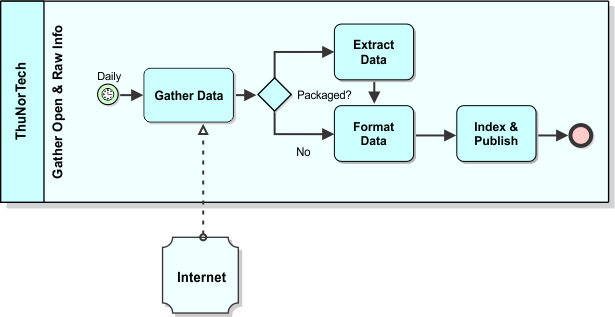 ThuNorTech
Gather Open & Raw Info
Daily
Gather Data
Packaged?
No
Extract
Data
Format
Data
Index &
Publish
Internet